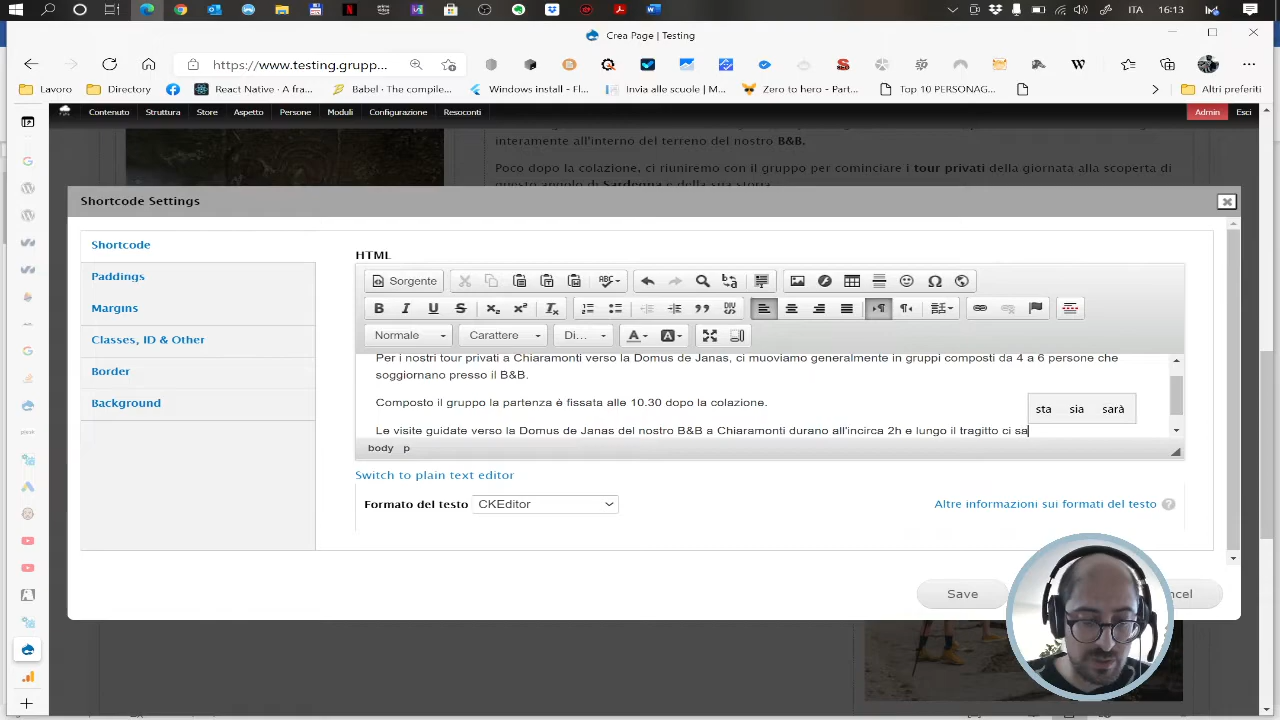 ITA 16:13
Crea Page | Testing
https://www.testing.grupp...
Lavoro Directory React Native · A fra... Babel · The compile... Windows install – Fl... Invia alle scuole | M... Zero to hero - Part... Top 10 PERSONAG... Altri preferiti
Contenuto Struttura Store Aspetto Persone Moduli Configurazione Resoconti Admin Esci
interamente all'interno del terreno del nostro B&B.
Poco dopo la colazione, ci riuniremo con il gruppo per cominciare i tour privati della giornata alla scoperta di
questo angolo di Sardegna e della sua storia
Shortcode Settings
Shortcode
Paddings
Margins
Classes, ID & Other
Border
Background
HTML
Sorgente
Normale Carattere Di...
Per i nostri tour privati a Chiaramonti verso la Domus de Janas, ci muoviamo generalmente in gruppi composti da 4 a 6 persone che
soggiornano presso il B&B.
Composto il gruppo la partenza è fissata alle 10.30 dopo la colazione.
sta sia sarà
Le visite guidate verso la Domus de Janas del nostro B&B a Chiaramonti durano all'incirca 2h e lungo il tragitto ci sa
body p
Switch to plain text editor
Formato del testo CKEditor
Altre informazioni sui formati del testo ?
Save